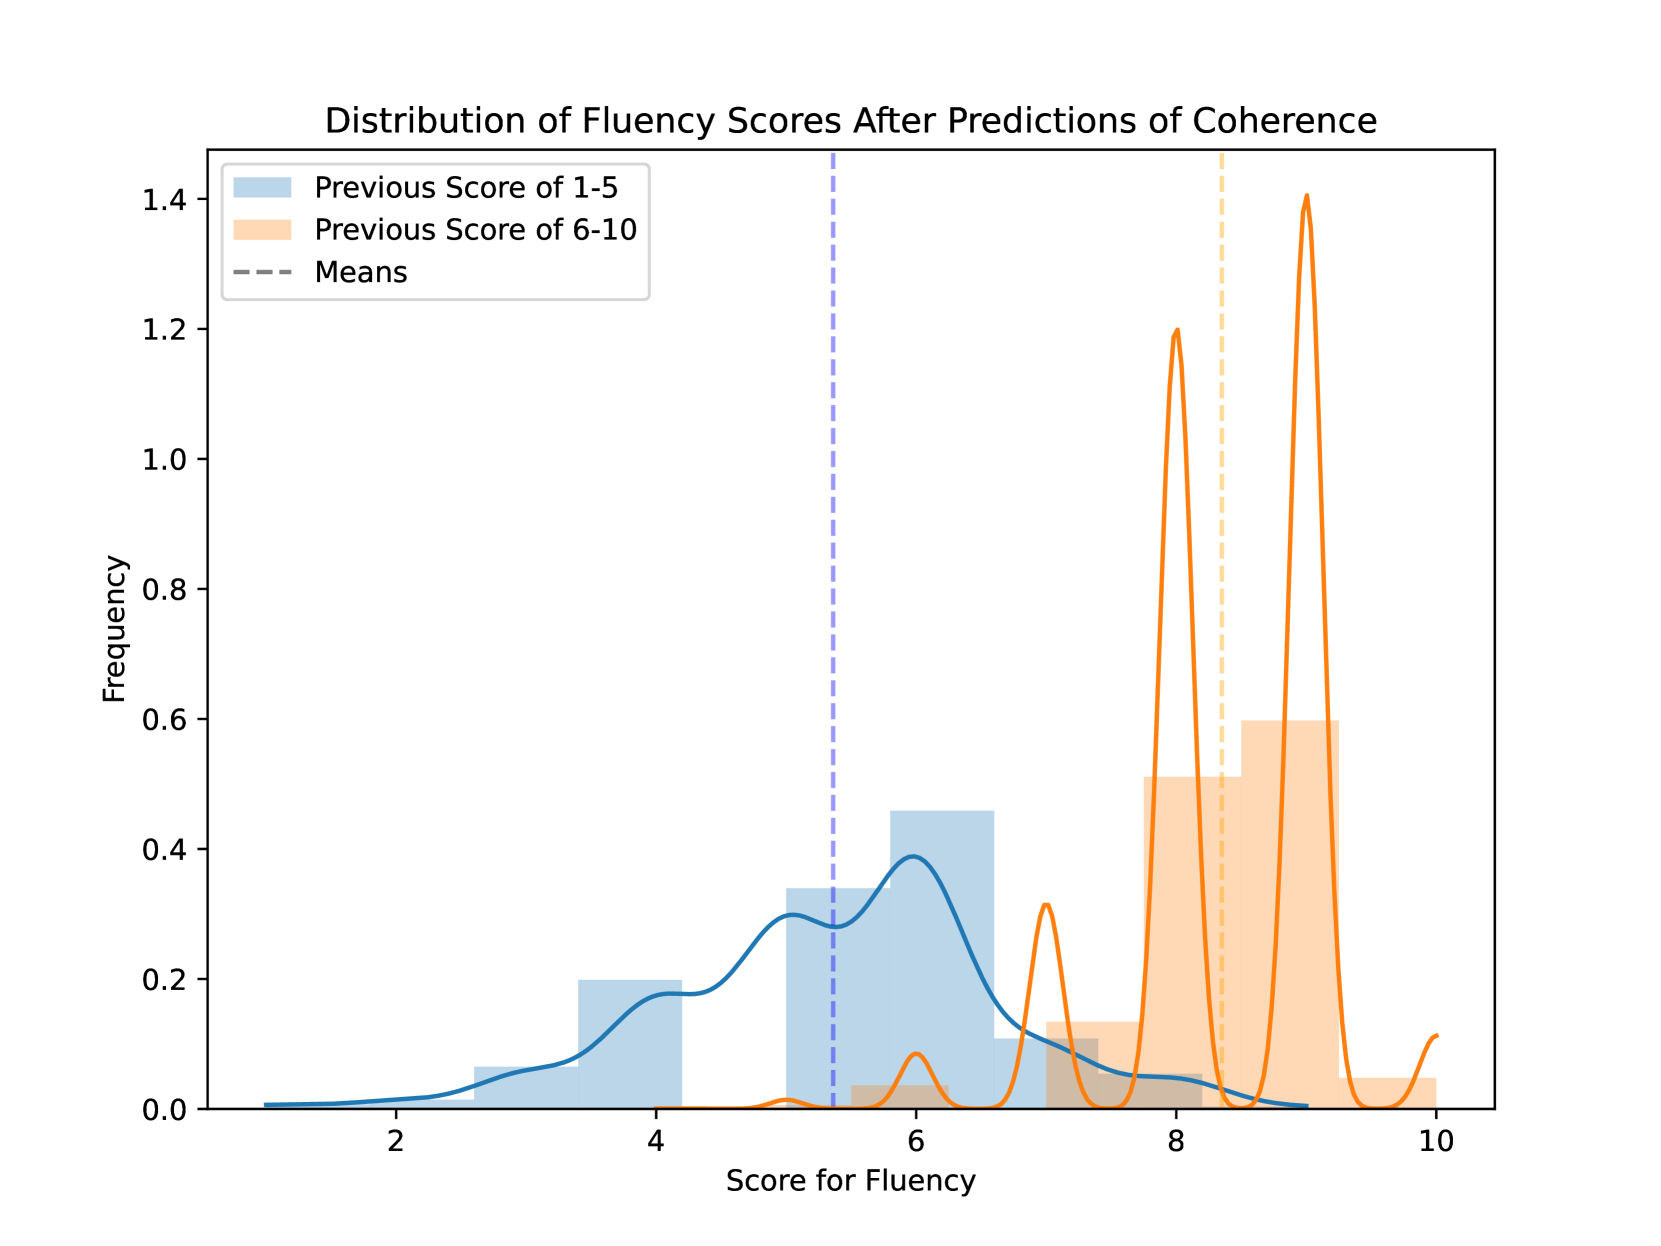 Distribution of Fluency Scores After Predictions of Coherence
Previous Score of 1-5
Previous Score of 6-10
Means
1.4
1.2
1.0
0.8
0.6
0.4
0.2
0.0
Frequency
2 4 6 8 10
Score for Fluency